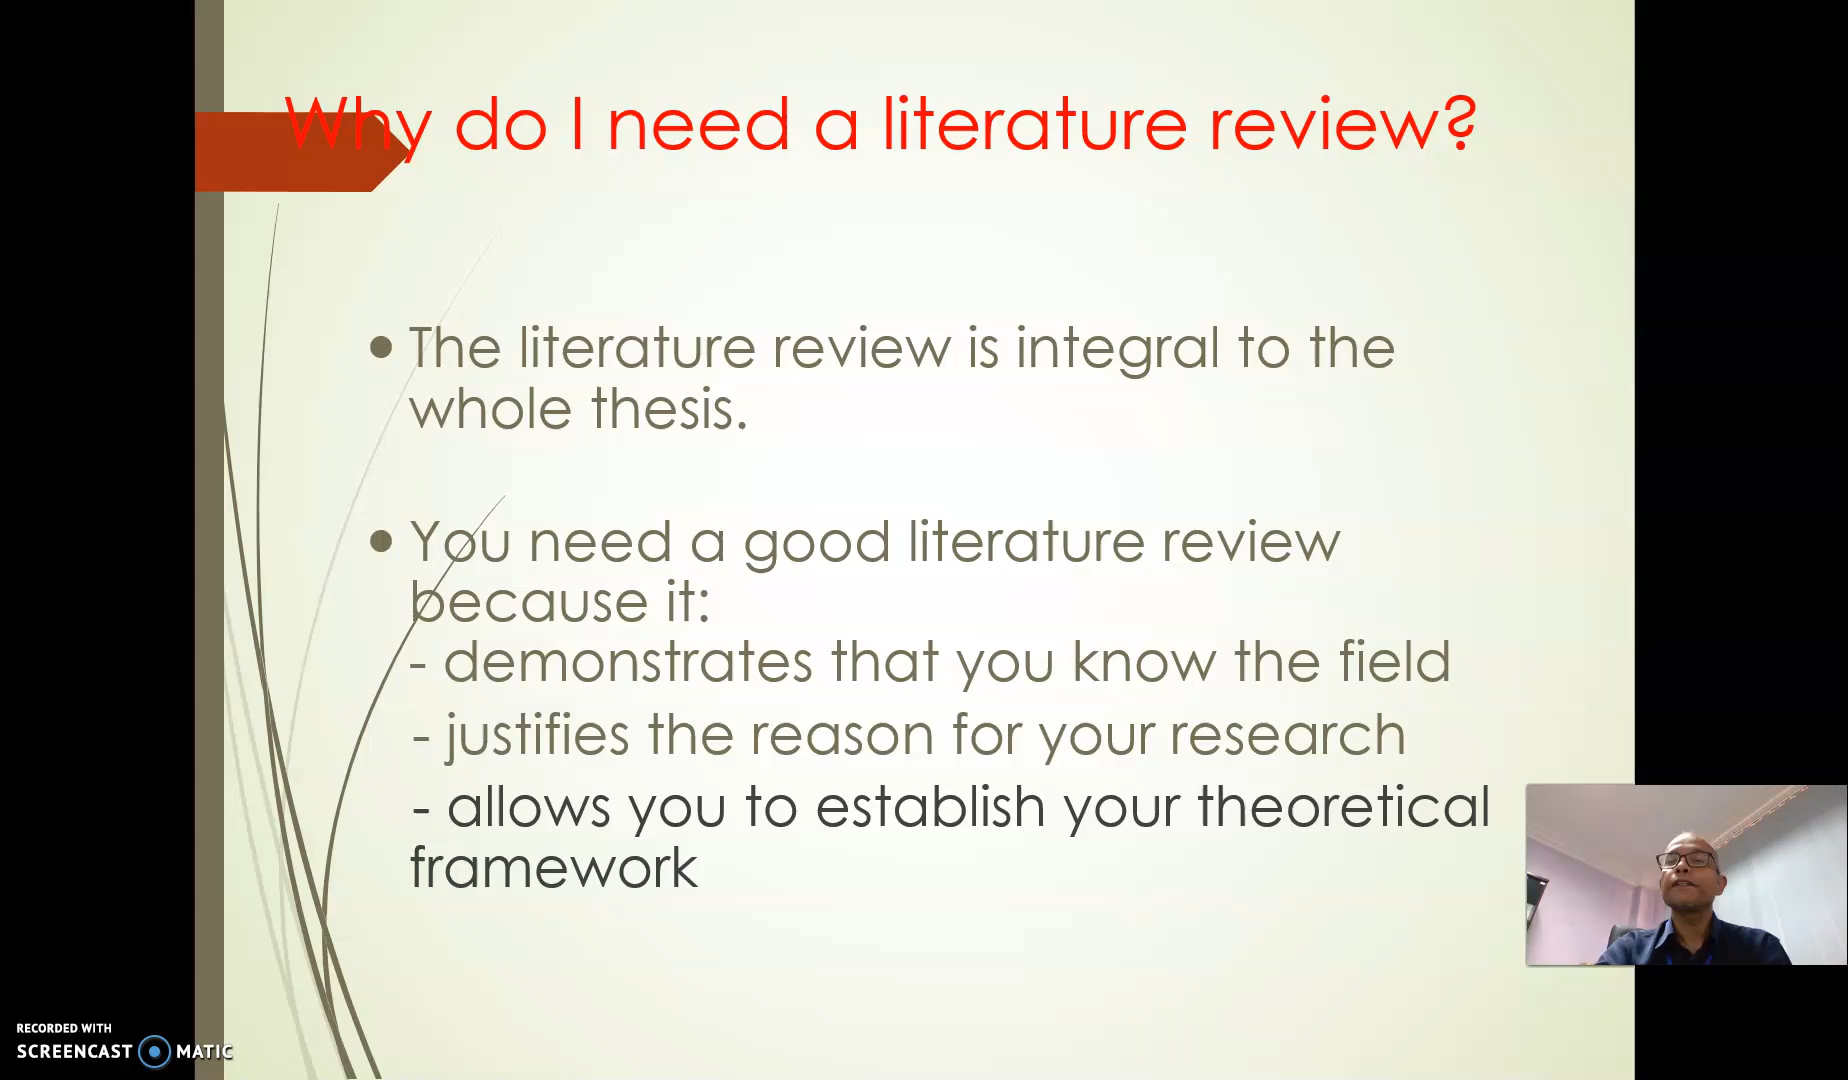 Why do I need a literature review?
• The literature review is integral to the
whole thesis.
• You need a good literature review
because it:
- demonstrates that you know the field
- justifies the reason for your research
- allows you to establish your theoretical
framework
RECORDED WITH
SCREENCAST MATIC